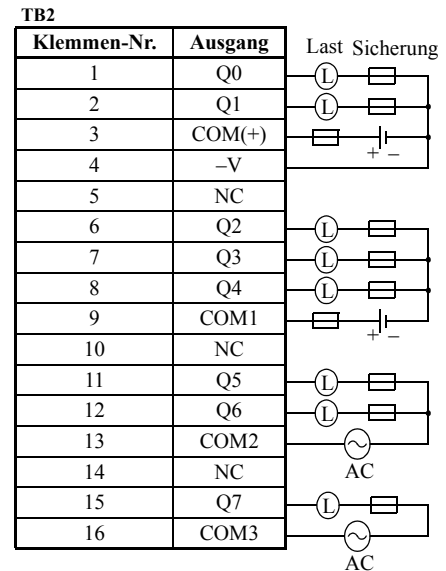 TB2
Klemmen-Nr. Ausgang Last Sicherung
1 Q0 L
2 Q1 L
3 COM(+) + –
4 –V
5 NC
6 Q2 L
7 Q3 L
8 Q4 L
9 COM1 + –
10 NC
11 Q5 L
12 Q6 L
13 COM2
AC
14 NC
15 Q7 L
16 COM3
AC